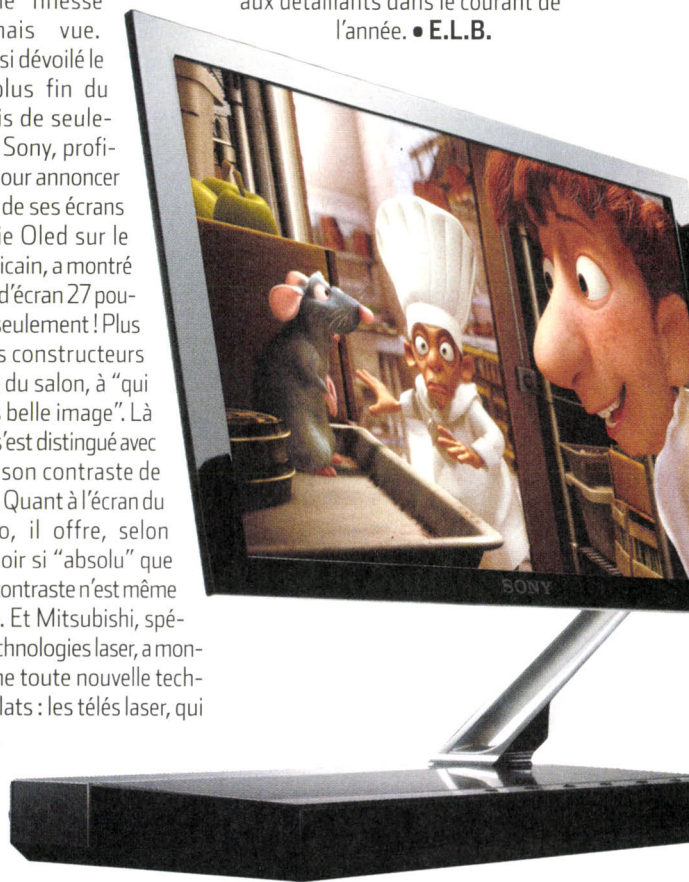 finesse
mais vue.
si dévoilé le
plus fin du
is de seule-
Sony, profi-
our annoncer
de ses écrans
ie Oled sur le
icain, a montré
d'écran 27 pou-
seulement ! Plus
s constructeurs
du salon, à “qui
s belle image”. Là
s'est distingué avec
son contraste de
Quant à l'écran du
o, il offre, selon
oir si “absolu” que
contraste n'est même
. Et Mitsubishi, spé-
chnologies laser, a mon-
ne toute nouvelle tech-
lats : les télés laser, qui
aux détaillants dans le courant de
l'année. • E.L.B.
SONY